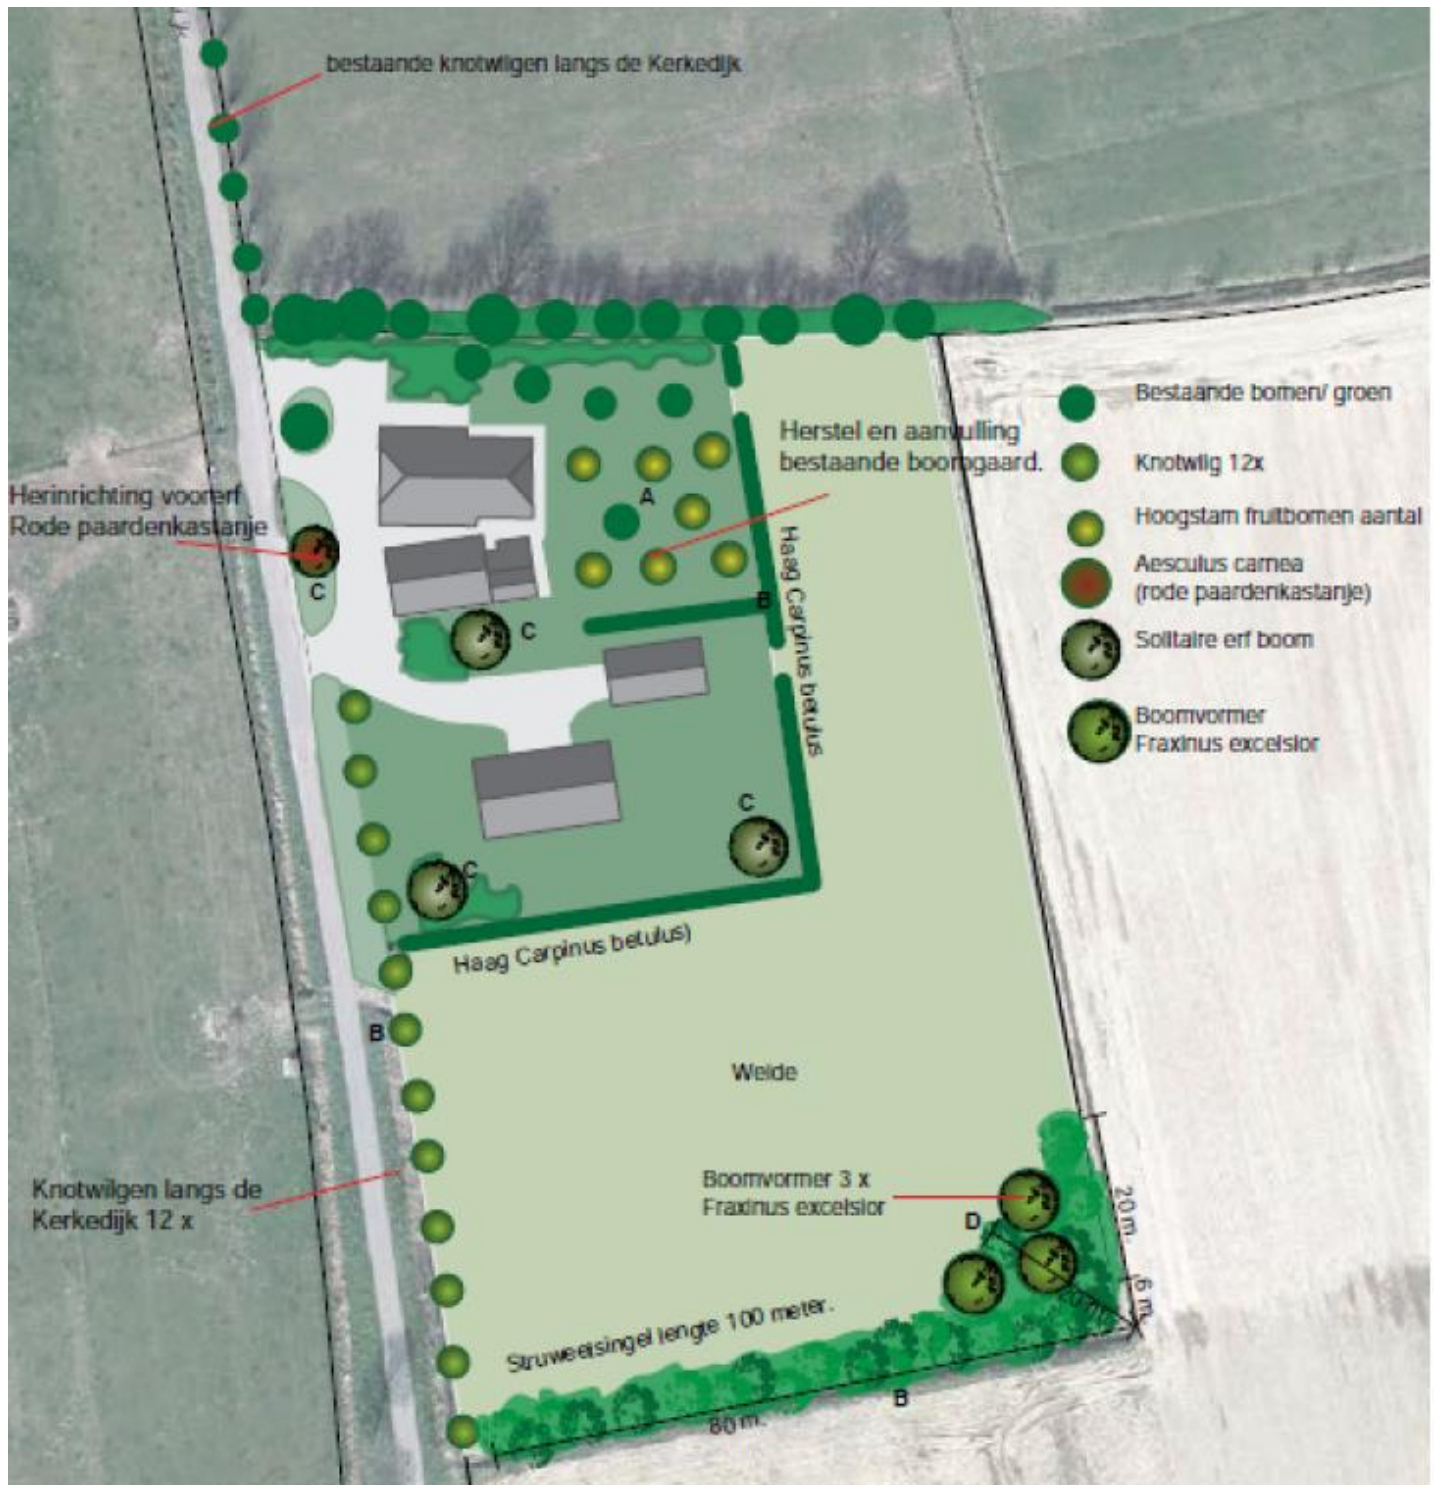 bestaande knotwilgen langs de Kerkedijk
Bestaande bomen/ groen
Herstel en aanvulling
bestaande boomgaard.
Knotwilg 12x
Herinrichting voorerf
Rode paardenkastanje
A
Hoogstam fruitbomen aantal
Aesculus carnea
(rode paardenkastanje)
C
B
Haag Carpinus betulus
C
Solitaire erf boom
Boomvormer
Fraxinus excelsior
C
C
Haag Carpinus betulus)
B
Weide
Knotwilgen langs de
Kerkedijk 12 x
Boomvormer 3 x
Fraxinus excelsior
D
20 m.
6 m.
20 m.
Struweelsingel lengte 100 meter.
B
80 m.